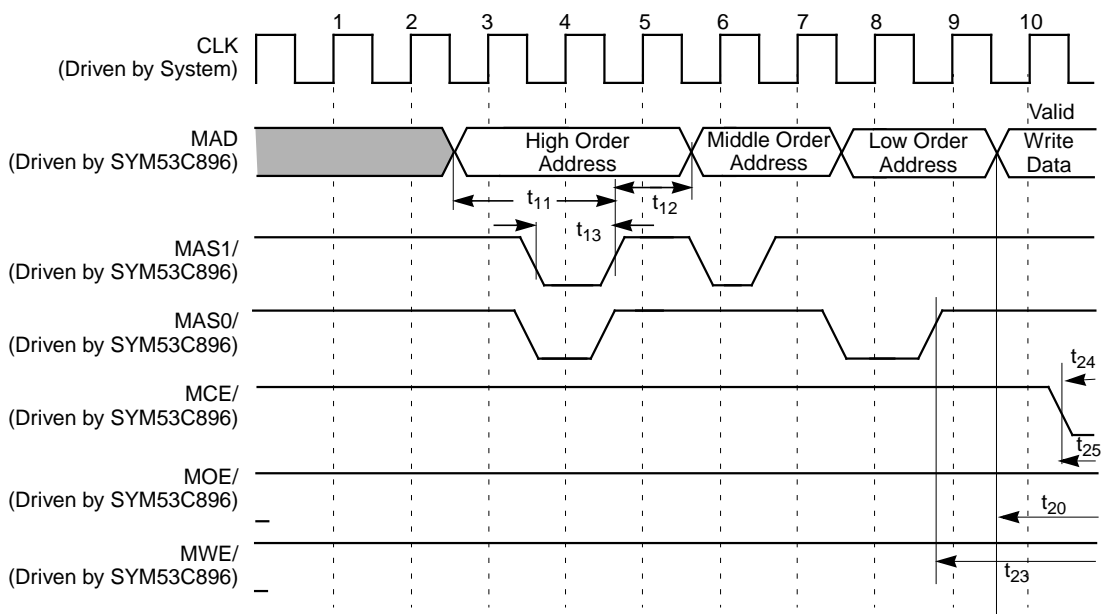 1 2 3 4 5 6 7 8 9 10
CLK
(Driven by System)
MAD
(Driven by SYM53C896)
High Order
Address
Middle Order
Address
Low Order
Address
Valid
Write
Data
t11
t12
t13
MAS1/
(Driven by SYM53C896)
MAS0/
(Driven by SYM53C896)
t24
MCE/
(Driven by SYM53C896)
t25
MOE/
(Driven by SYM53C896)
t20
MWE/
(Driven by SYM53C896)
t23